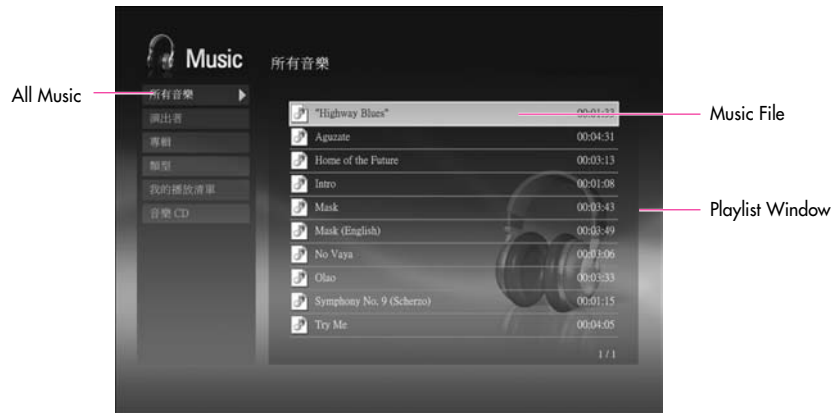 Music
所有音樂
All Music
所有音樂
演出者
專輯
類型
我的播放清單
音樂 CD
"Highway Blues" 00:01:33
Aguzate 00:04:31
Home of the Future 00:03:13
Intro 00:01:08
Mask 00:03:43
Mask (English) 00:03:49
No Vaya 00:03:06
Olao 00:03:33
Symphony No. 9 (Scherzo) 00:01:15
Try Me 00:04:05
1 / 1
Music File
Playlist Window